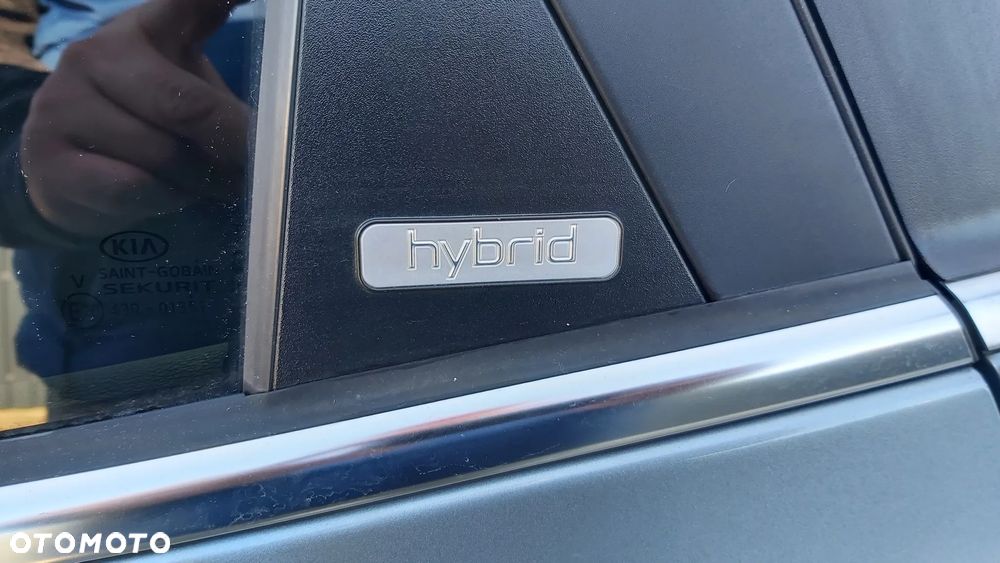 hybrid
KIA
SAINT-GOBAIN
SEKURIT
V
OTOMOTO